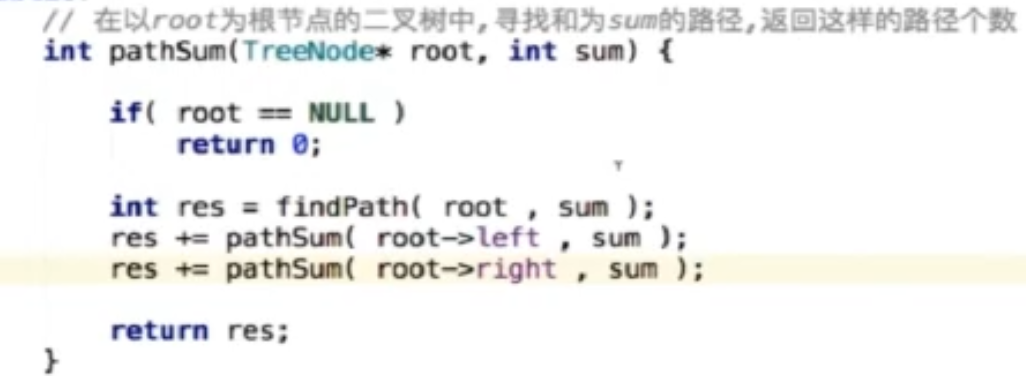 // 在以root为根节点的二叉树中,寻找和为sum的路径,返回这样的路径个数
int pathSum(TreeNode* root, int sum) {
if( root == NULL )
return 0;
int res = findPath( root , sum );
res += pathSum( root->left , sum );
res += pathSum( root->right , sum );
return res;
}